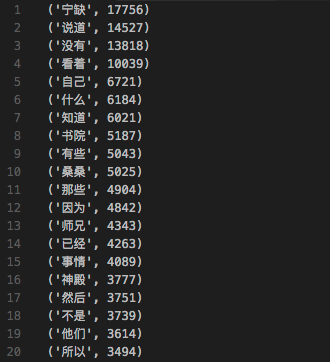 1 ('宁缺', 17756)
2 ('说道', 14527)
3 ('没有', 13818)
4 ('看着', 10039)
5 ('自己', 6721)
6 ('什么', 6184)
7 ('知道', 6021)
8 ('书院', 5187)
9 ('有些', 5043)
10 ('桑桑', 5025)
11 ('那些', 4904)
12 ('因为', 4842)
13 ('师兄', 4343)
14 ('已经', 4263)
15 ('事情', 4089)
16 ('神殿', 3777)
17 ('然后', 3751)
18 ('不是', 3739)
19 ('他们', 3614)
20 ('所以', 3494)